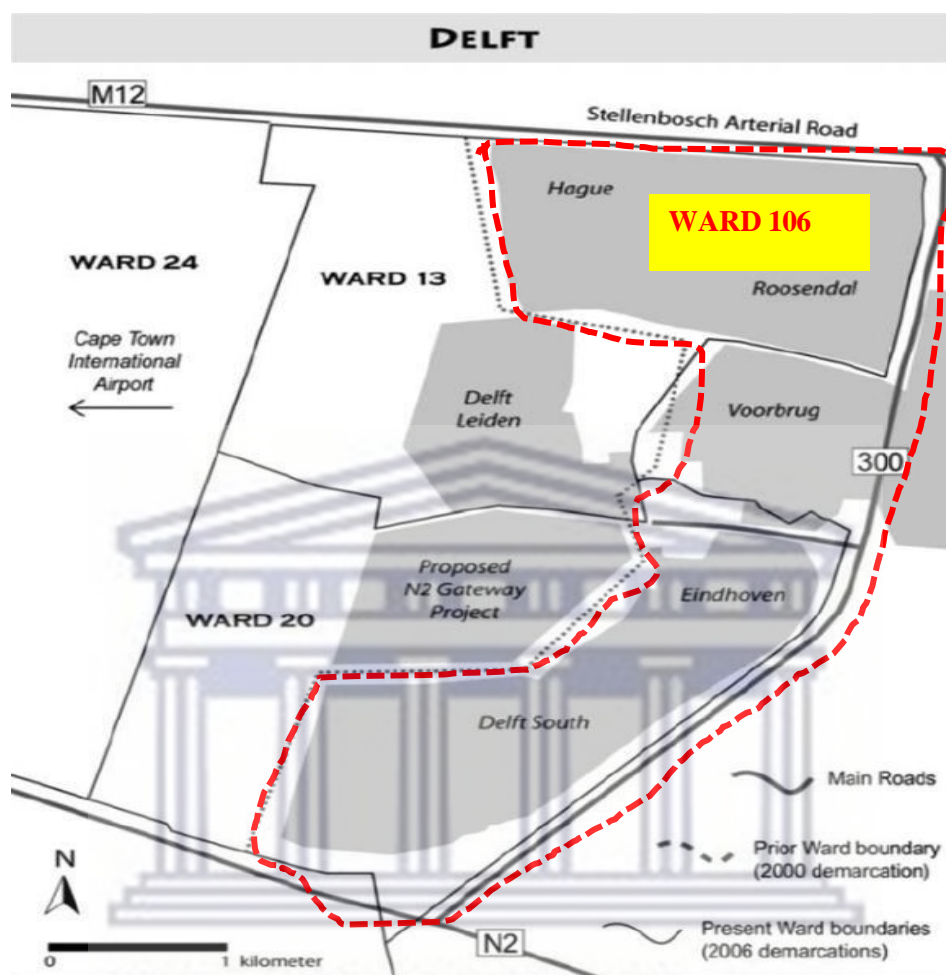 DELFT
M12
Stellenbosch Arterial Road
Hague
WARD 106
WARD 24
WARD 13
Roosendal
Cape Town
International
Airport
Delft
Leiden
Voorbrug
300
Proposed
N2 Gateway
Project
Eindhoven
WARD 20
Delft South
Main Roads
N
Prior Ward boundary
(2000 demarcation)
Present Ward boundaries
(2006 demarcations)
N2
0 1 kilometer